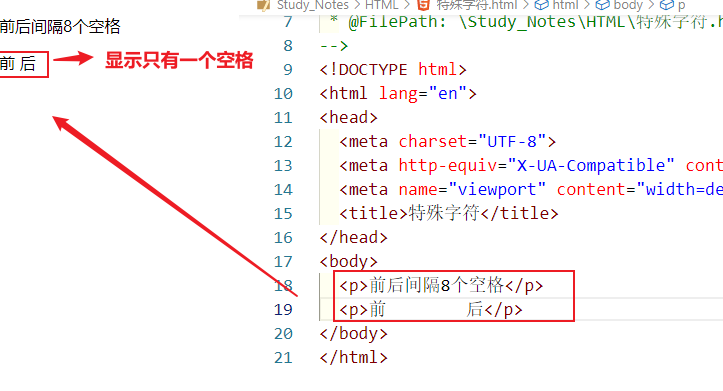 Study_Notes > HTML > 特殊字符.html > html > body > p
前后间隔8个空格
前 后
显示只有一个空格
7 * @FilePath: \Study_Notes\HTML\特殊字符.h
8 -->
9 <!DOCTYPE html>
10 <html lang="en">
11 <head>
12 <meta charset="UTF-8">
13 <meta http-equiv="X-UA-Compatible" cont
14 <meta name="viewport" content="width=de
15 <title>特殊字符</title>
16 </head>
17 <body>
18 <p>前后间隔8个空格</p>
19 <p>前        后</p>
20 </body>
21 </html>